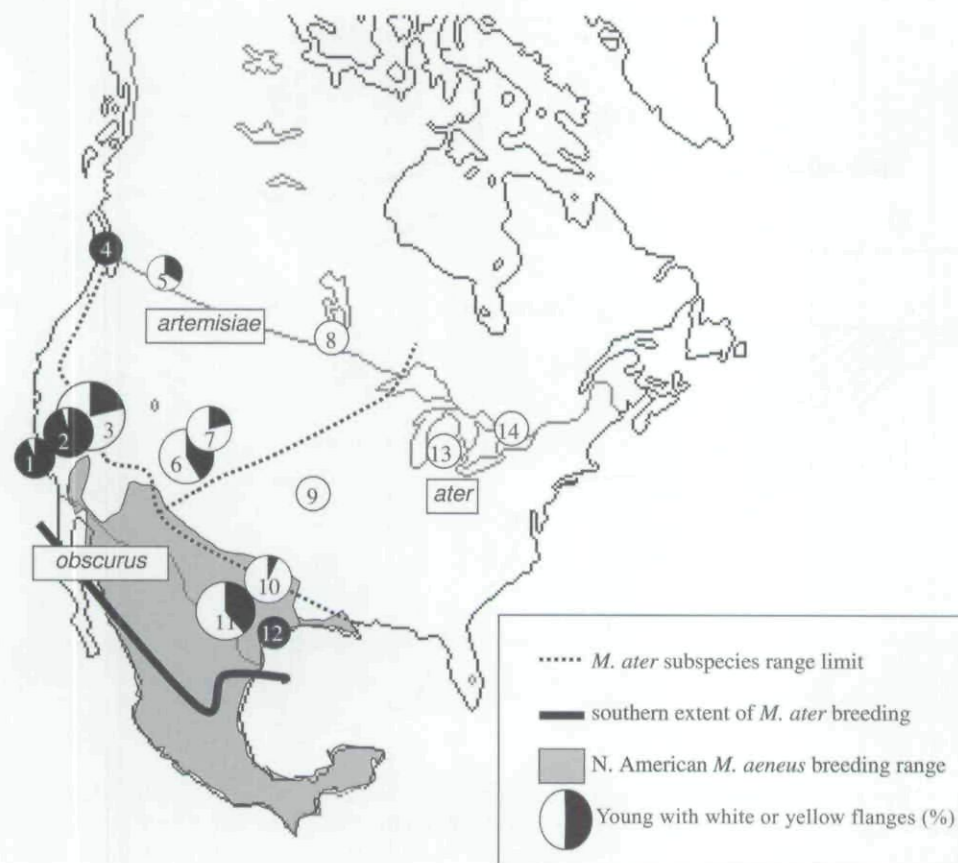 4
5
artemisiae
8
3
2
7
1
6
14
13
9
ater
obscurus
10
11
12
M. ater subspecies range limit
southern extent of M. ater breeding
N. American M. aeneus breeding range
Young with white or yellow flanges (%)